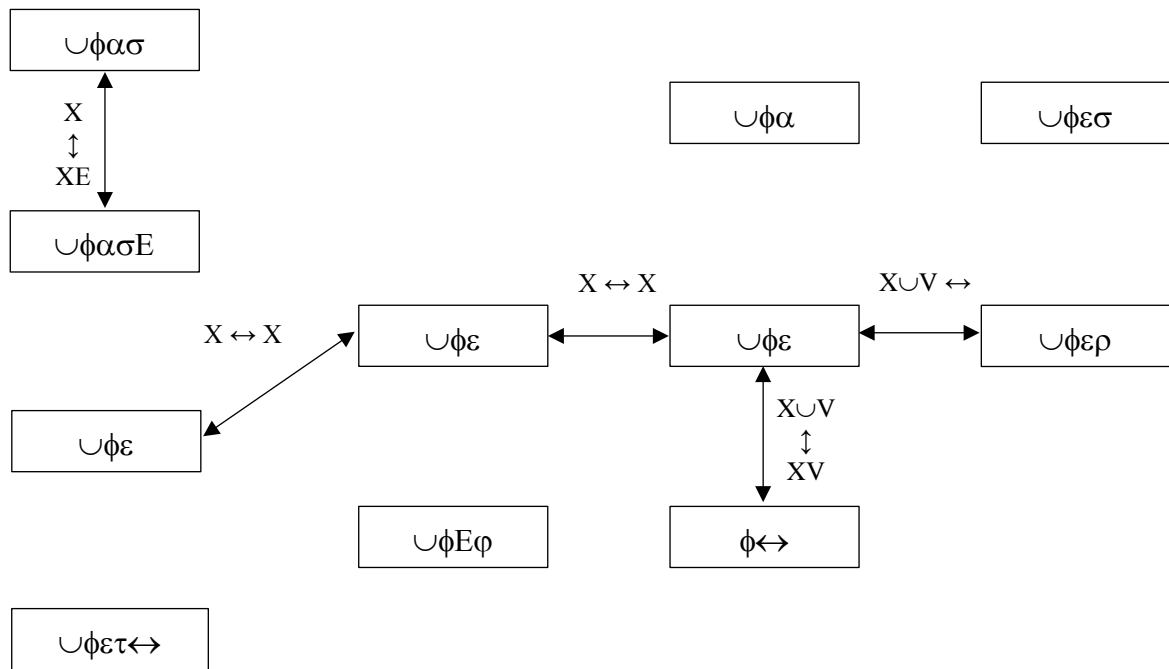 ∪ϕασ
X
↕
XE
∪ϕα
∪ϕεσ
∪ϕασE
X ↔ X
X∪V ↔
X ↔ X
∪ϕε
∪ϕε
∪ϕερ
∪ϕε
X∪V
↕
XV
∪ϕEφ
ϕ↔
∪ϕετ↔